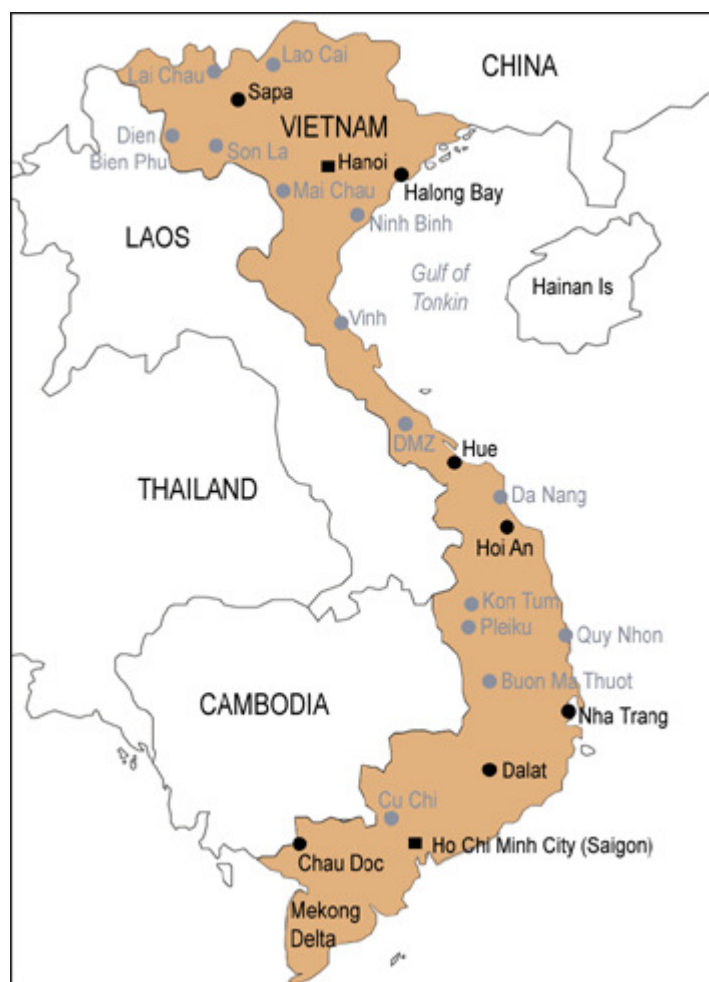 Lao Cai
CHINA
Lai Chau
Sapa
VIETNAM
Dien
Bien Phu
Son La
Hanoi
Mai Chau
Halong Bay
Ninh Binh
LAOS
Gulf of
Tonkin
Hainan Is
Vinh
DMZ
Hue
THAILAND
Da Nang
Hoi An
Kon Tum
Pleiku
Quy Nhon
Buon Ma Thuot
CAMBODIA
Nha Trang
Dalat
Cu Chi
Ho Chi Minh City (Saigon)
Chau Doc
Mekong
Delta